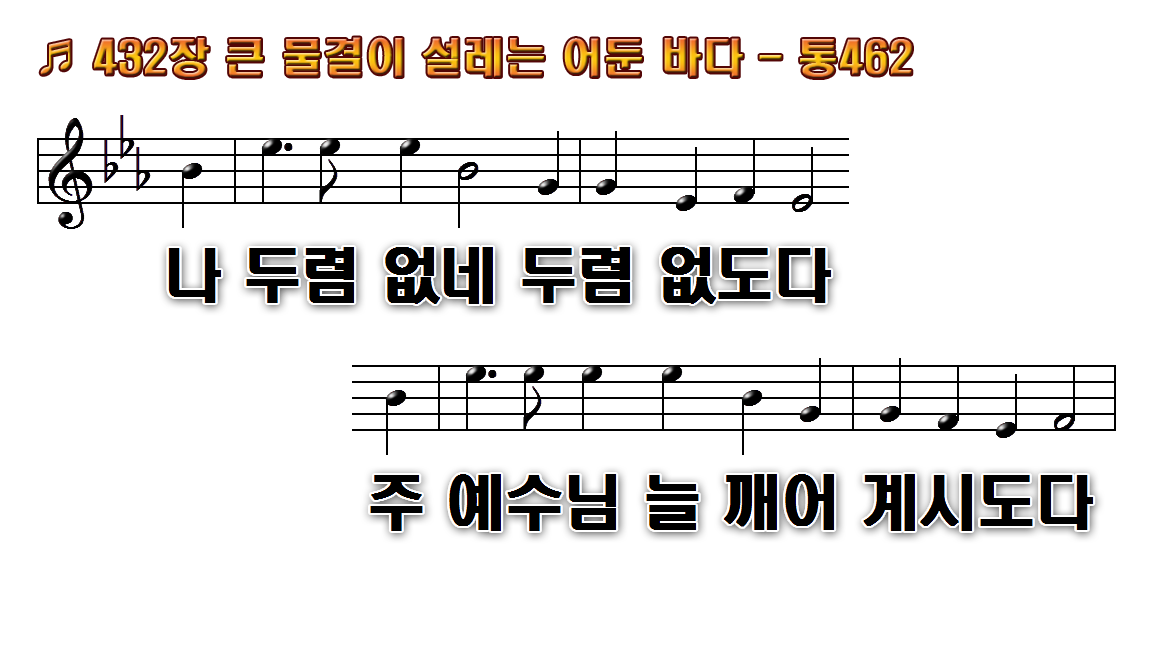 ♬ 432장 큰 물결이 설레는 어둔 바다 - 통462
나 두렴 없네 두렴 없도다
주 예수님 늘 깨어 계시도다